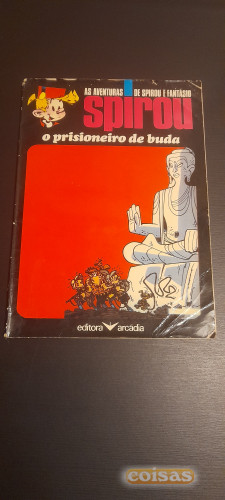 AS AVENTURAS DE SPIROU E FANTÁSIO
spirou
o prisioneiro de buda
editora arcádia
coisas